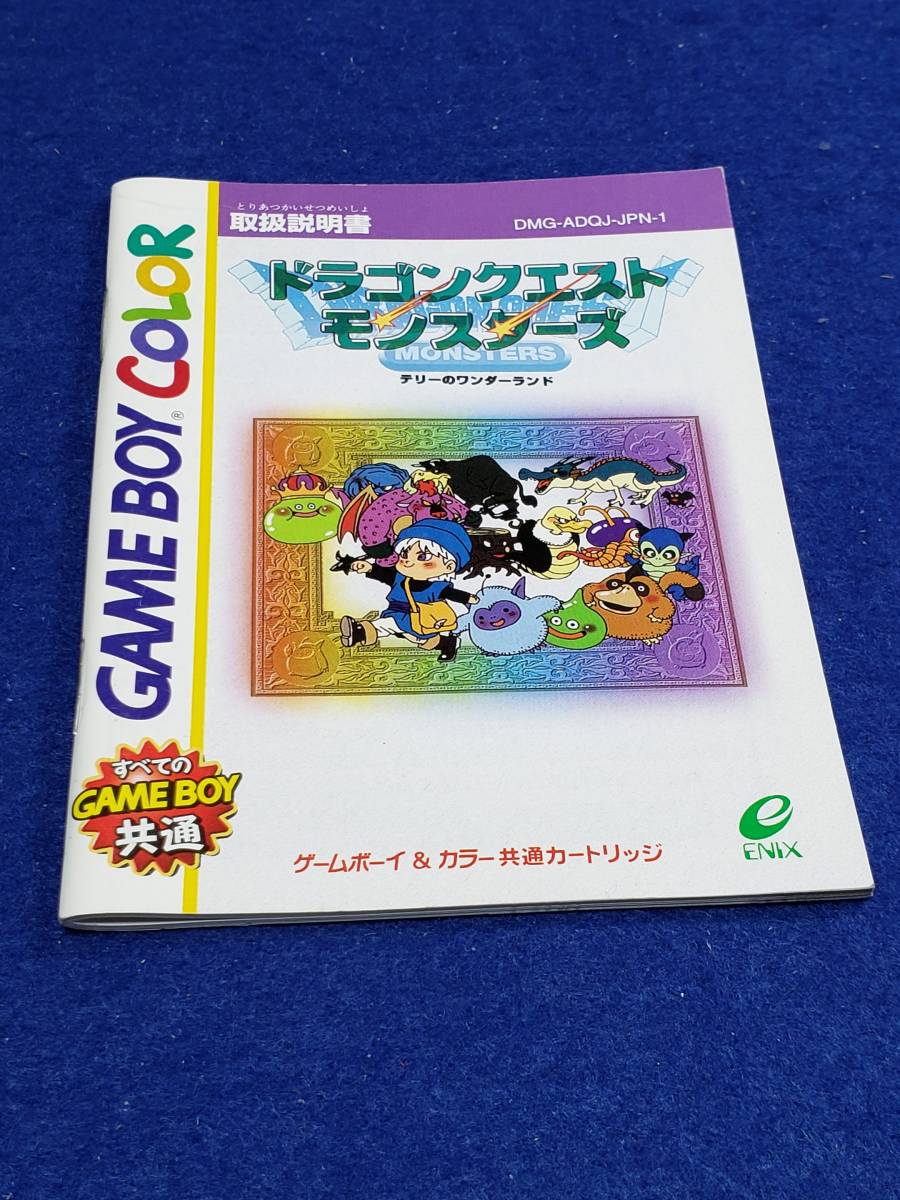 とりあつかいせつめいしょ
取扱説明書
DMG-ADQJ-JPN-1
GAME BOY® COLOR
ドラゴンクエスト
モンスターズ
MONSTERS
テリーのワンダーランド
すべての
GAME BOY
共通
ゲームボーイ & カラー共通カートリッジ
ENIX